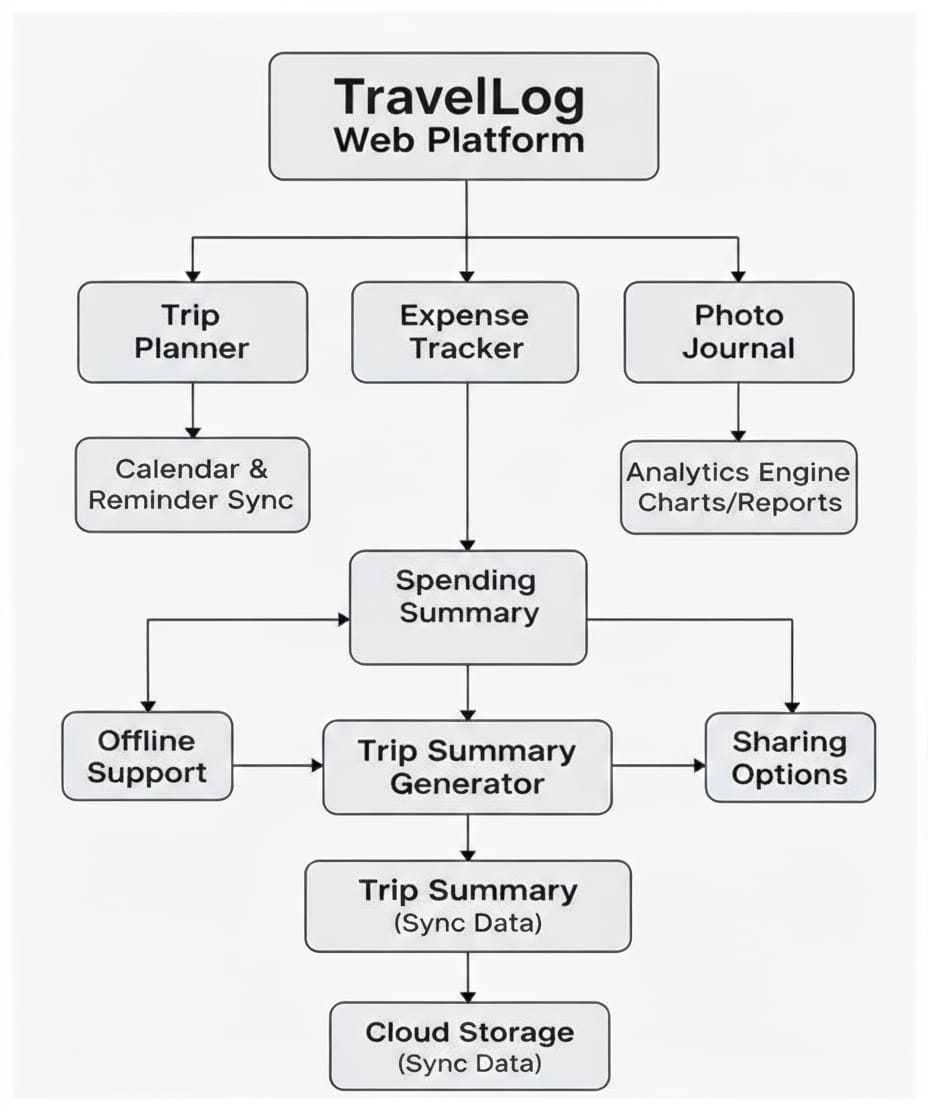 TravelLog
Web Platform
Trip
Planner
Expense
Tracker
Photo
Journal
Calendar &
Reminder Sync
Analytics Engine
Charts/Reports
Spending
Summary
Offline
Support
Trip Summary
Generator
Sharing
Options
Trip Summary
(Sync Data)
Cloud Storage
(Sync Data)